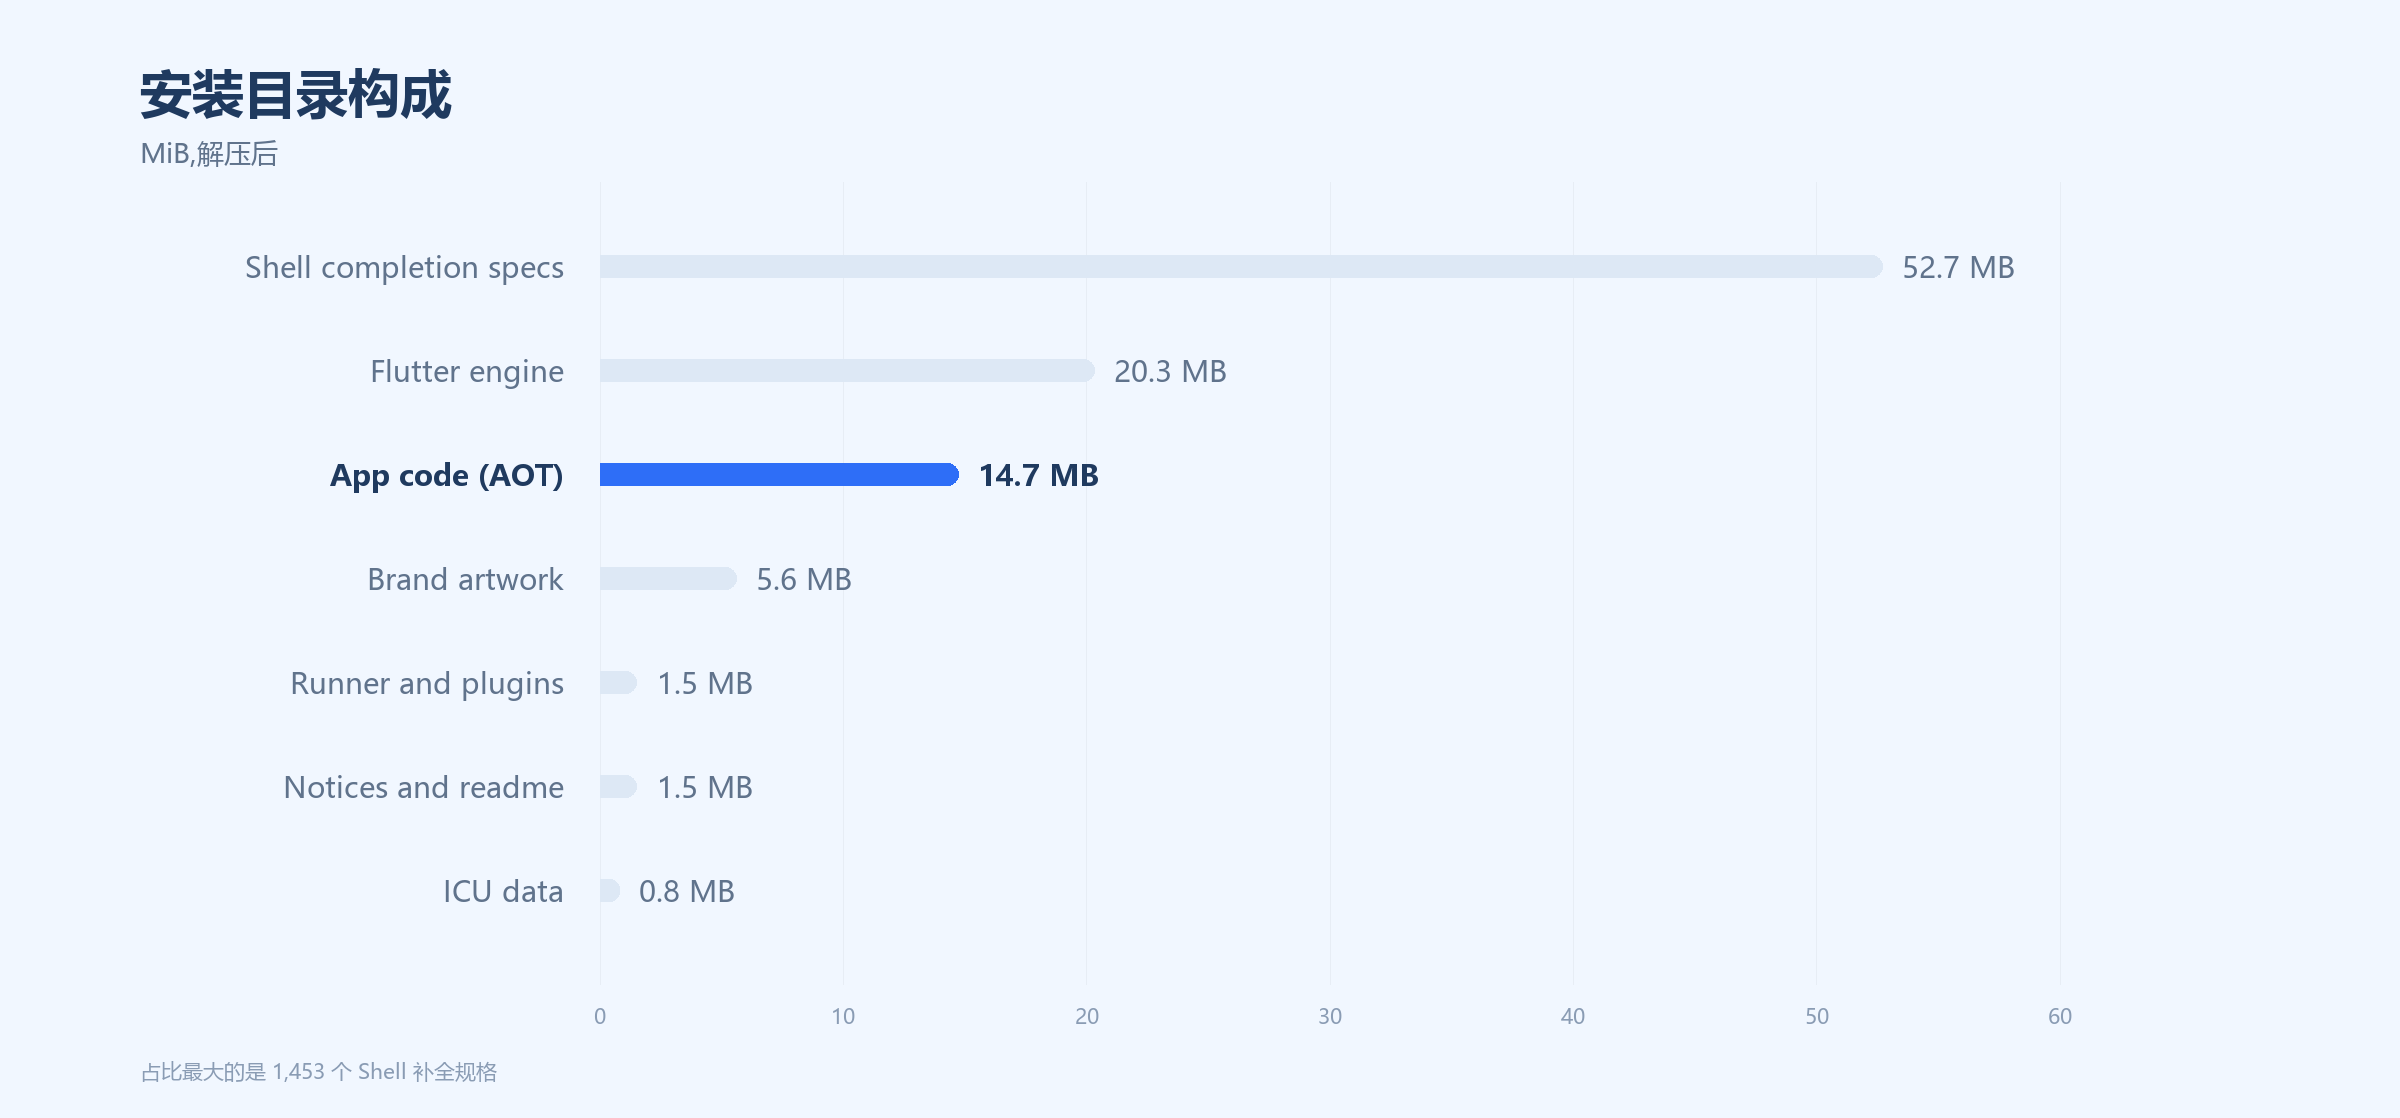 安装目录构成
MiB,解压后
Shell completion specs 52.7 MB
Flutter engine 20.3 MB
App code (AOT) 14.7 MB
Brand artwork 5.6 MB
Runner and plugins 1.5 MB
Notices and readme 1.5 MB
ICU data 0.8 MB
0 10 20 30 40 50 60
占比最大的是 1,453 个 Shell 补全规格